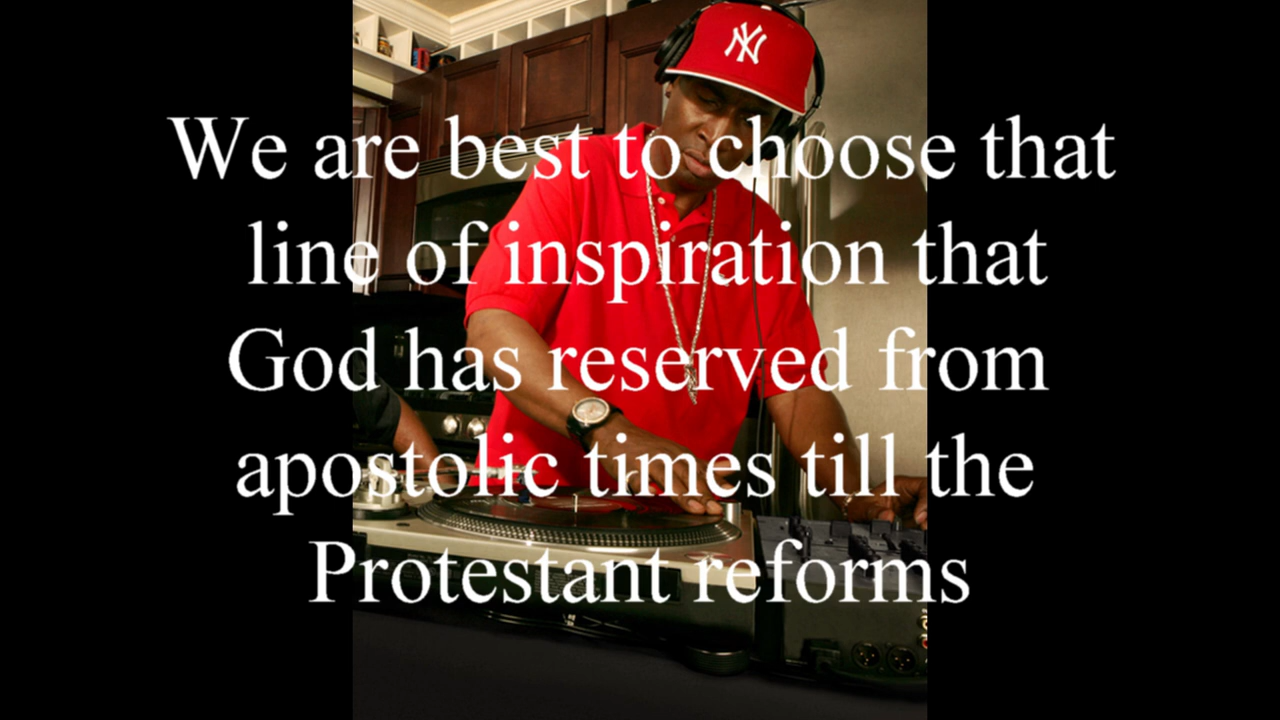 NY
We are best to choose that
line of inspiration that
God has reserved from
apostolic times till the
Protestant reforms